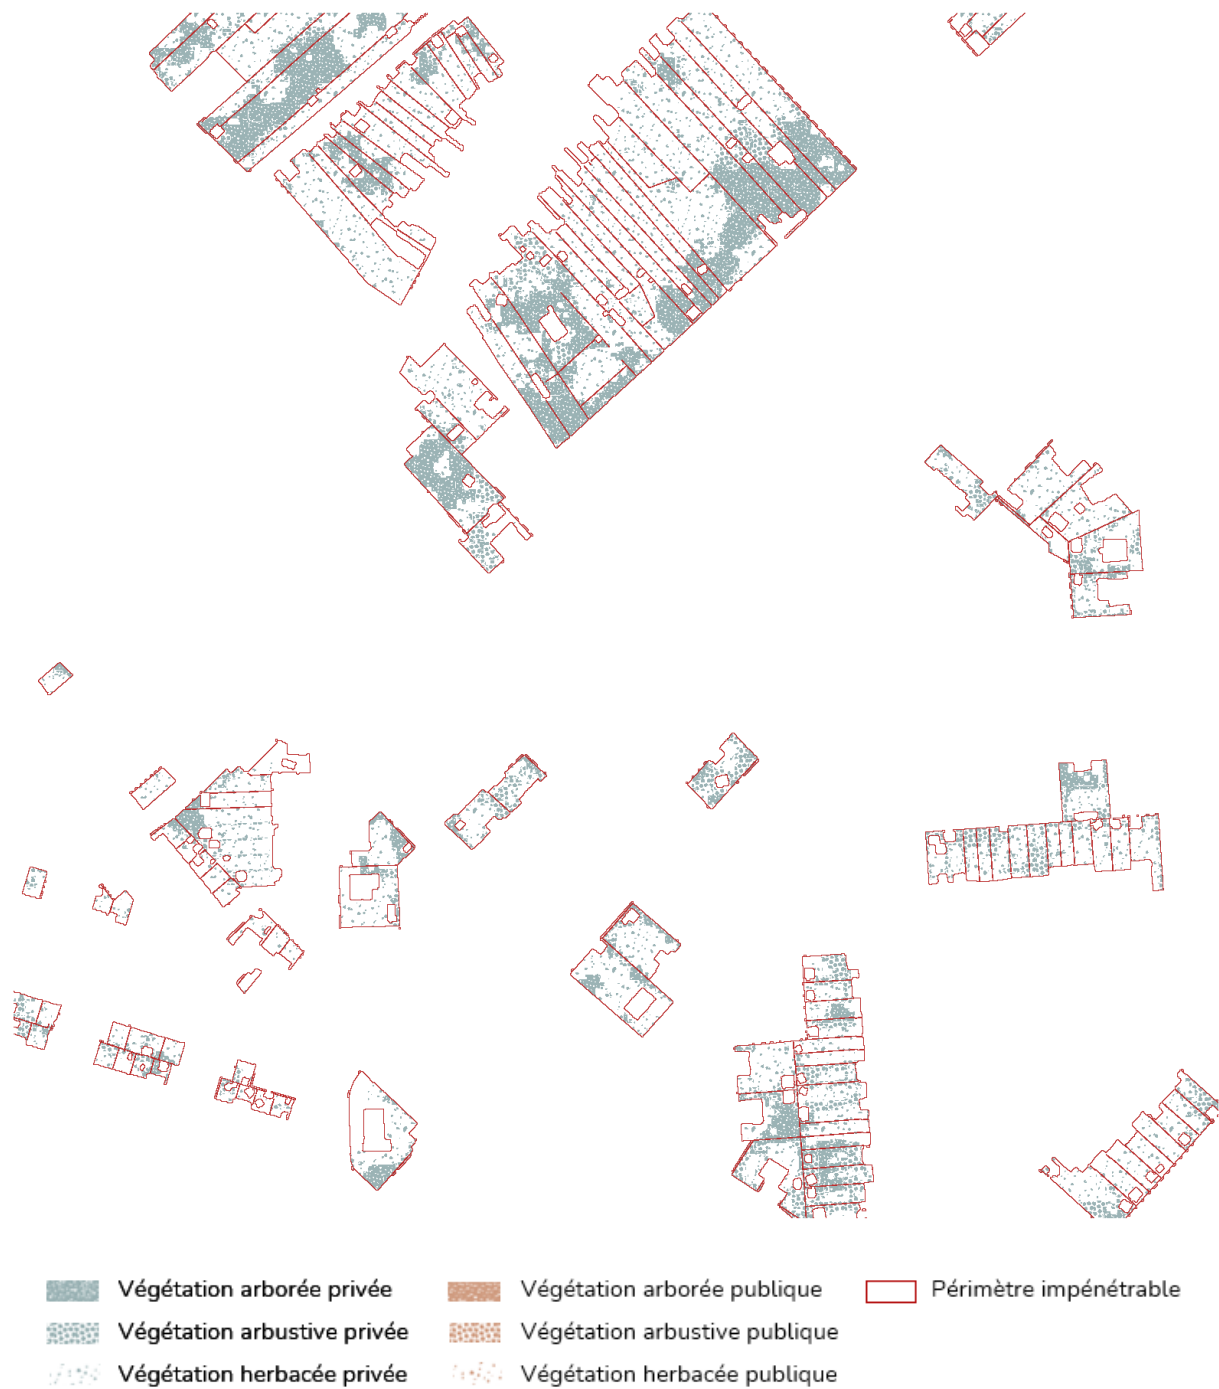 Végétation arborée privée
Végétation arborée publique
Périmètre impénétrable
Végétation arbustive privée
Végétation arbustive publique
Végétation herbacée privée
Végétation herbacée publique